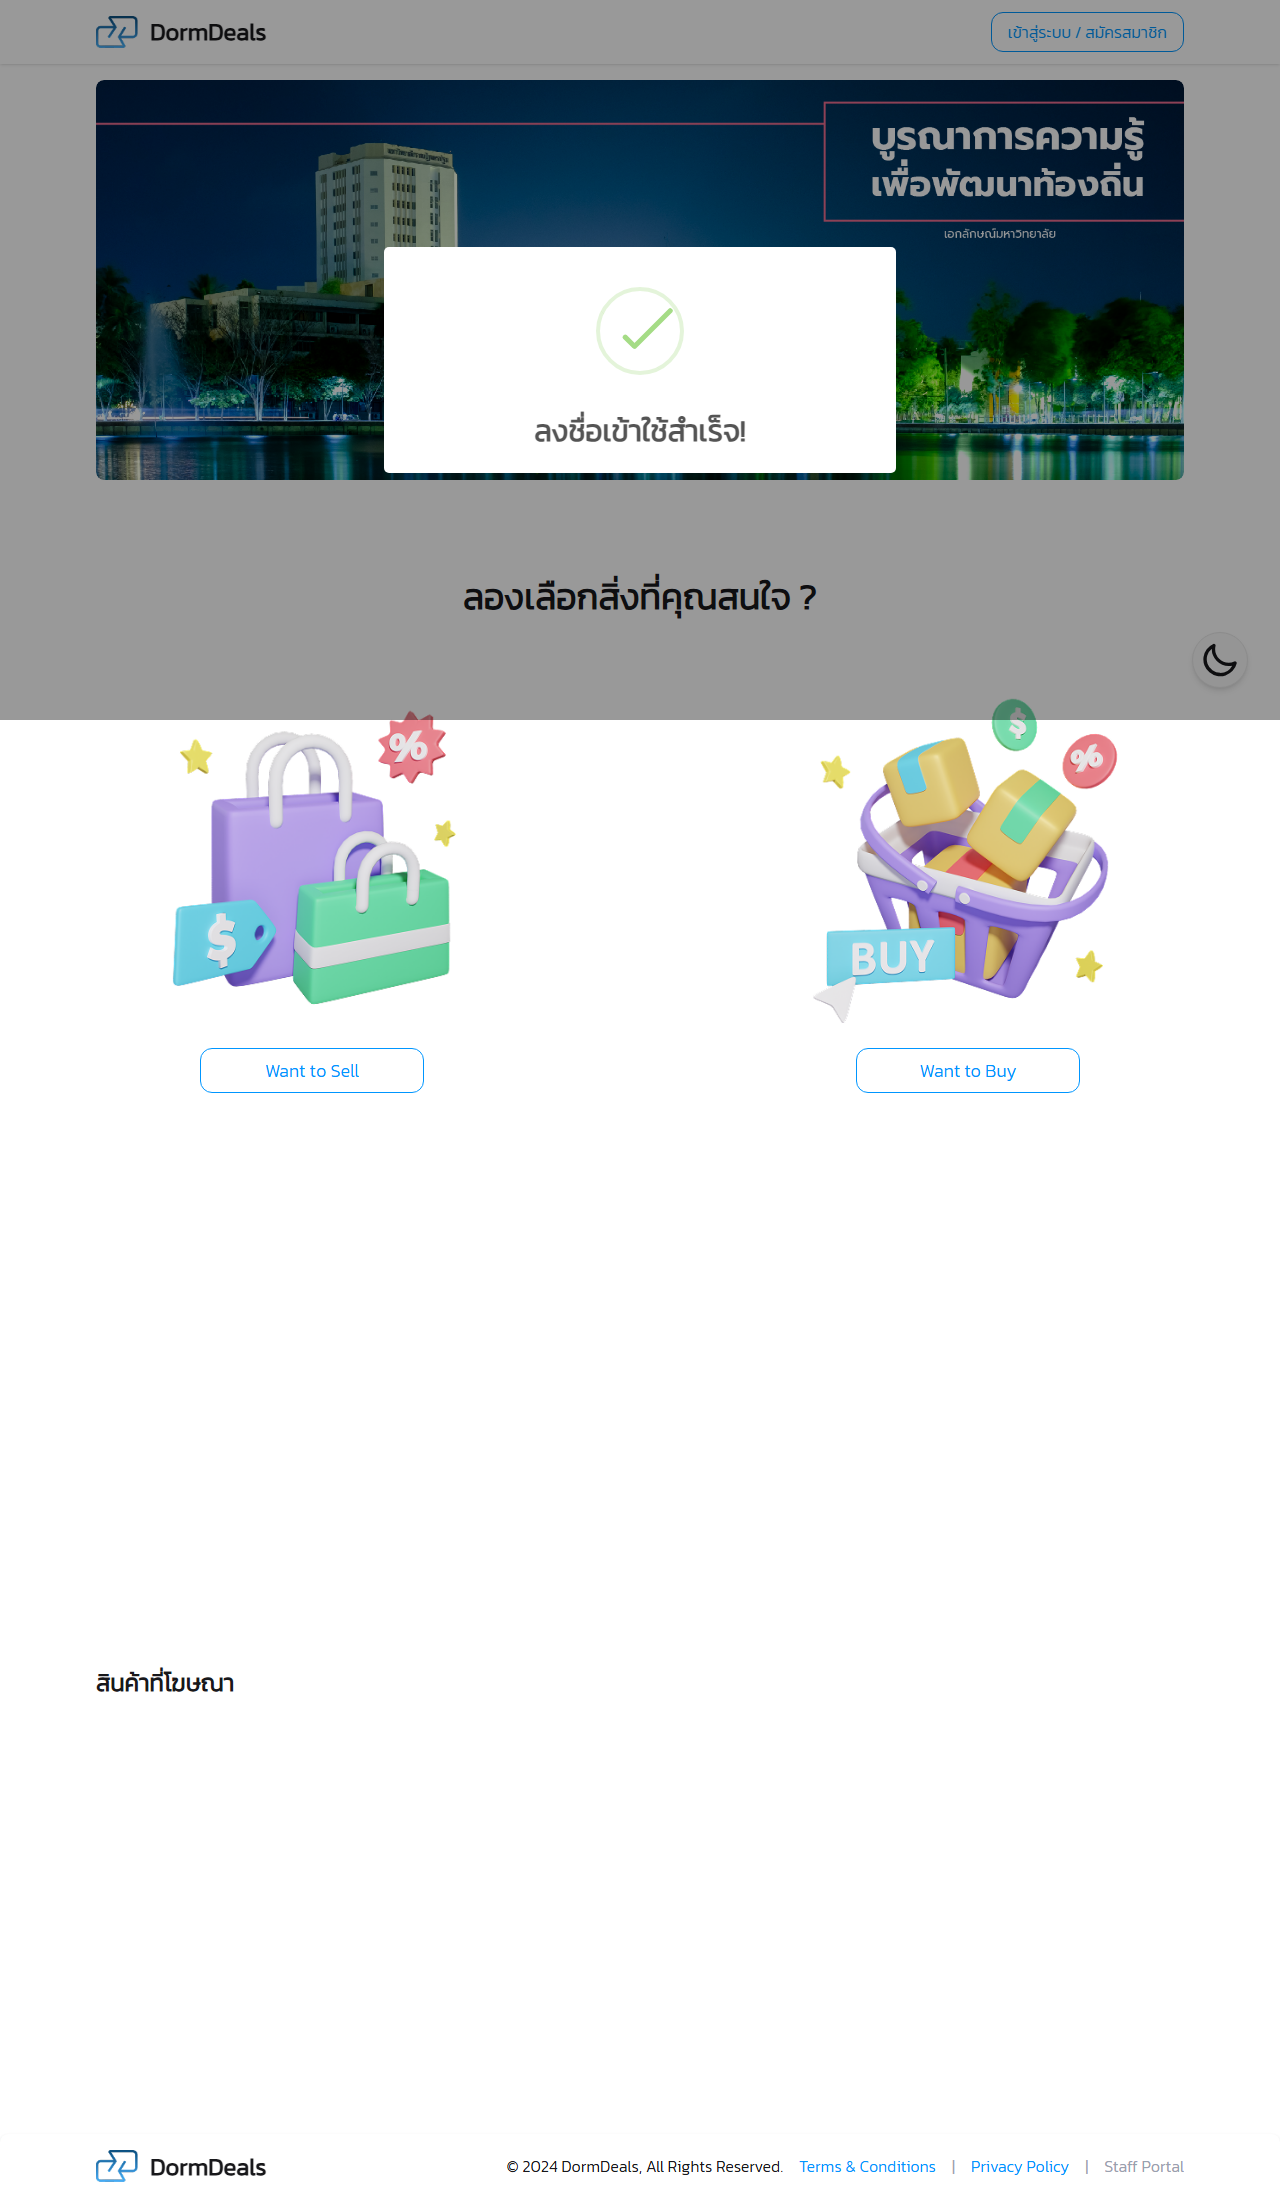 DormDeals
เข้าสู่ระบบ / สมัครสมาชิก
บูรณาการความรู้
เพื่อพัฒนาท้องถิ่น
เอกลักษณ์มหาวิทยาลัย
ลงชื่อเข้าใช้สำเร็จ!
ลองเลือกสิ่งที่คุณสนใจ ?
%
$
$
%
BUY
Want to Sell
Want to Buy
สินค้าที่โฆษณา
DormDeals
© 2024 DormDeals, All Rights Reserved. Terms & Conditions | Privacy Policy | Staff Portal